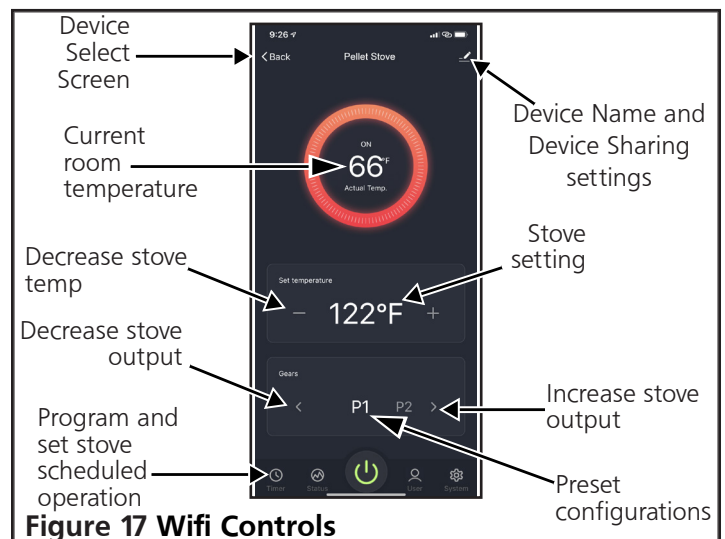 Device
Select
Screen
9:26
Back
Pellet Stove
Device Name and
Device Sharing
settings
Current
room
temperature
ON
66°F
Actual Temp.
Decrease stove
temp
Stove
setting
Set temperature
− 122°F +
Decrease stove
output
Gears
< P1 P2 >
Increase stove
output
Program and
set stove
scheduled
operation
Timer
Status
User
System
Preset
configurations
Figure 17 Wifi Controls